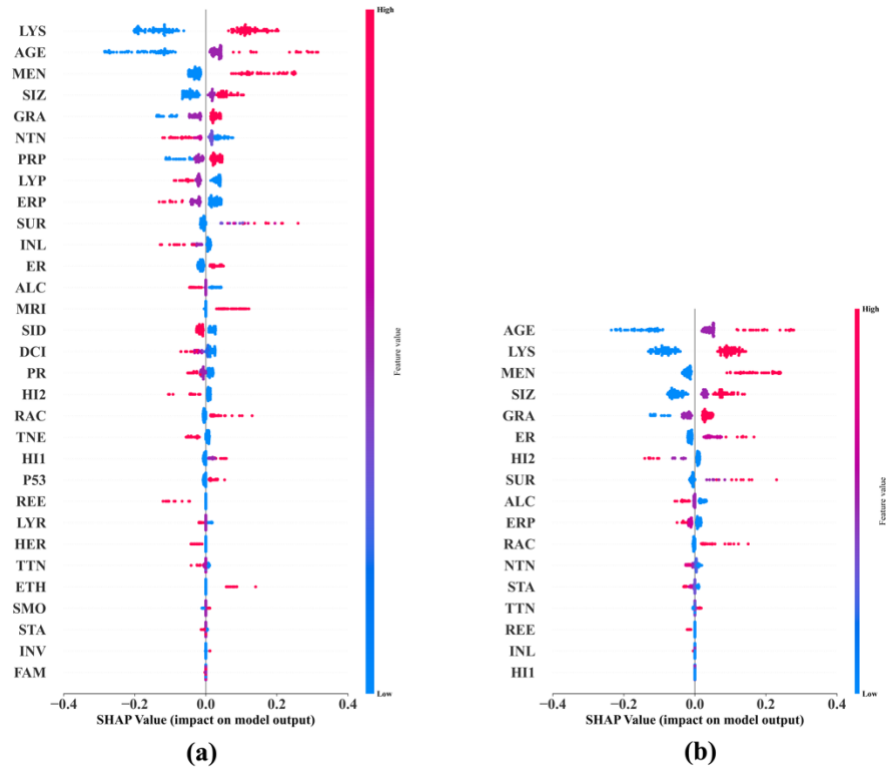 High
LYS
AGE
MEN
SIZ
GRA
NTN
PRP
LYP
ERP
SUR
INL
ER
ALC
MRI
SID
DCI
PR
HI2
RAC
TNE
HI1
P53
REE
LYR
HER
TTN
ETH
SMO
STA
INV
FAM
Feature value
Low
−0.4 −0.2 0.0 0.2 0.4
SHAP Value (impact on model output)
(a)
High
AGE
LYS
MEN
SIZ
GRA
ER
HI2
SUR
ALC
ERP
RAC
NTN
STA
TTN
REE
INL
HI1
Feature value
Low
−0.4 −0.2 0.0 0.2 0.4
SHAP Value (impact on model output)
(b)